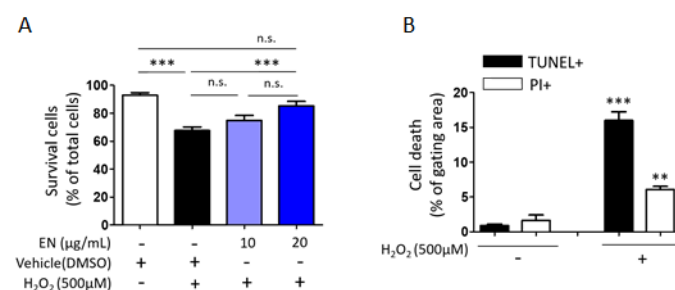 A
n.s.
*** ***
n.s. n.s.
Survival cells
(% of total cells)
100
80
60
40
20
0
EN (µg/mL) - - 10 20
Vehicle(DMSO) + + - -
H₂O₂ (500µM) - + + +
B
TUNEL+
PI+
Cell death
(% of gating area)
20
15
10
5
0
***
**
H₂O₂ (500µM) - +